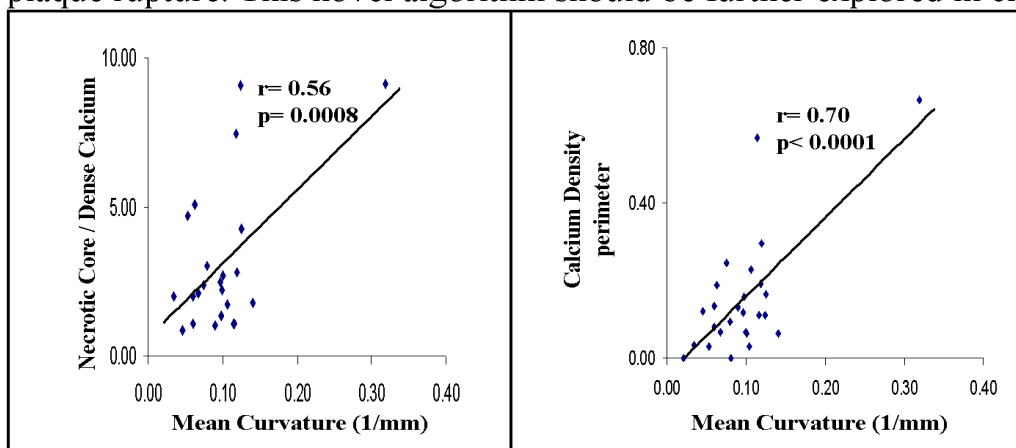 plaque rupture. This novel algorithm should be further explored in
10.00
r= 0.56
p= 0.0008
5.00
0.00
0.00 0.10 0.20 0.30 0.40
Necrotic Core / Dense Calcium
Mean Curvature (1/mm)
0.80
r= 0.70
p< 0.0001
0.40
0.00
0.00 0.10 0.20 0.30 0.40
Calcium Density
perimeter
Mean Curvature (1/mm)